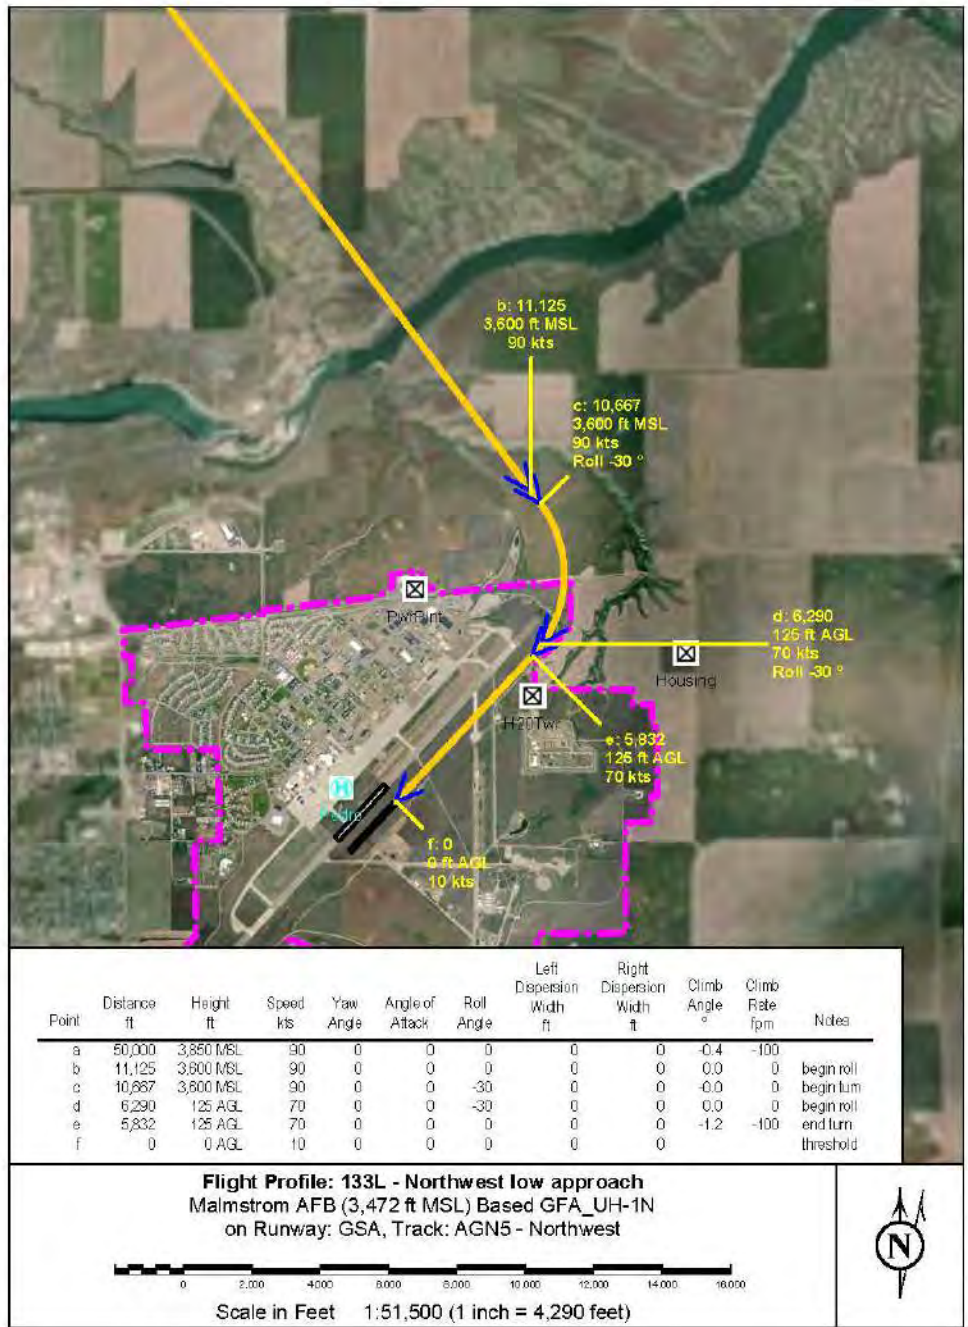 b: 11,125
3,600 ft MSL
90 kts
c: 10,667
3,600 ft MSL
90 kts
Roll -30 °
PwrPlnt
d: 6,290
125 ft AGL
70 kts
Roll -30 °
Housing
H-20Twr
e: 5,832
125 ft AGL
70 kts
H
Padre
f: 0
0 ft AGL
10 kts
Point Distance ft Height ft Speed kts Yaw Angle Angle of Attack Roll Angle Left Dispersion Width ft Right Dispersion Width ft Climb Angle ° Climb Rate fpm Notes
a 50,000 3,850 MSL 90 0 0 0 0 0 -0.4 -100
b 11,125 3,600 MSL 90 0 0 0 0 0 0.0 0 begin roll
c 10,667 3,600 MSL 90 0 0 -30 0 0 -0.0 0 begin turn
d 6,290 125 AGL 70 0 0 -30 0 0 0.0 0 begin roll
e 5,832 125 AGL 70 0 0 0 0 0 -1.2 -100 end turn
f 0 0 AGL 10 0 0 0 0 0 threshold
Flight Profile: 133L - Northwest low approach
Malmstrom AFB (3,472 ft MSL) Based GFA_UH-1N
on Runway: GSA, Track: AGN5 - Northwest
0 2,000 4,000 6,000 8,000 10,000 12,000 14,000 16,000
Scale in Feet 1:51,500 (1 inch = 4,290 feet)
N